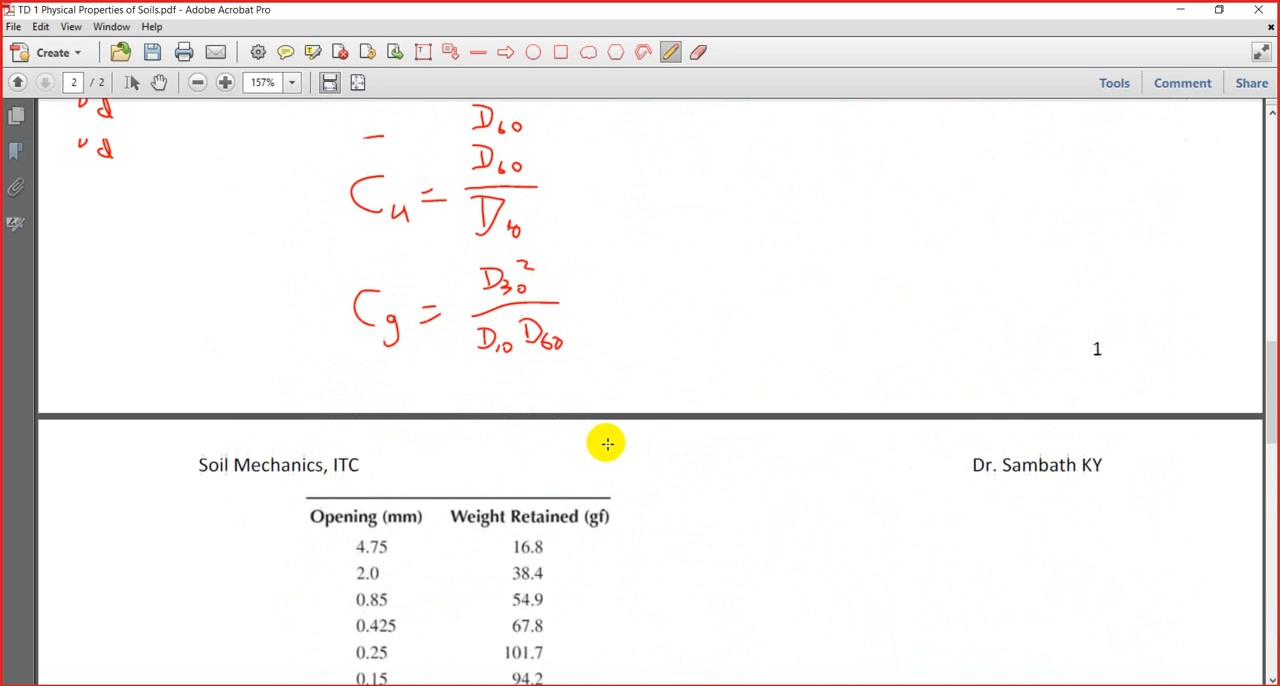 TD 1 Physical Properties of Soils.pdf - Adobe Acrobat Pro
File Edit View Window Help
Create
2 / 2 157% Tools Comment Share
D60
D60
Cu = D10
Cg = D30²
D10 D60
1
Soil Mechanics, ITC Dr. Sambath KY
Opening (mm) Weight Retained (gf)
4.75 16.8
2.0 38.4
0.85 54.9
0.425 67.8
0.25 101.7
0.15 94.2